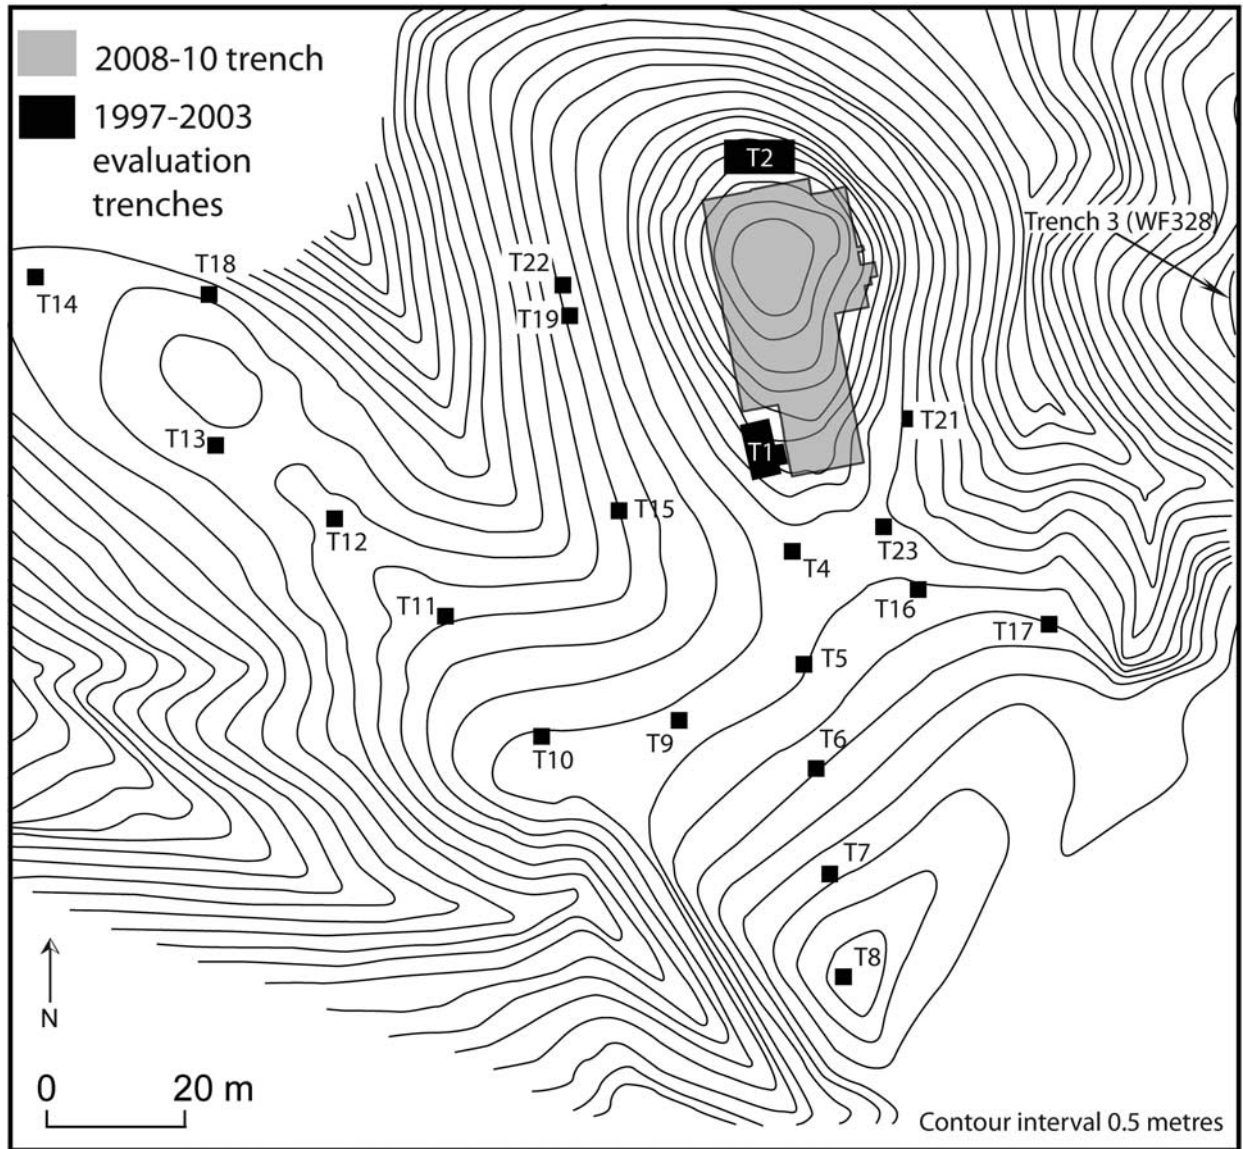 2008-10 trench
1997-2003
evaluation
trenches
T2
Trench 3 (WF328)
T18
T22
T14
T19
T21
T13
T1
T15
T12
T23
T4
T11
T16
T17
T5
T9
T6
T10
T7
T8
N
0 20 m
Contour interval 0.5 metres